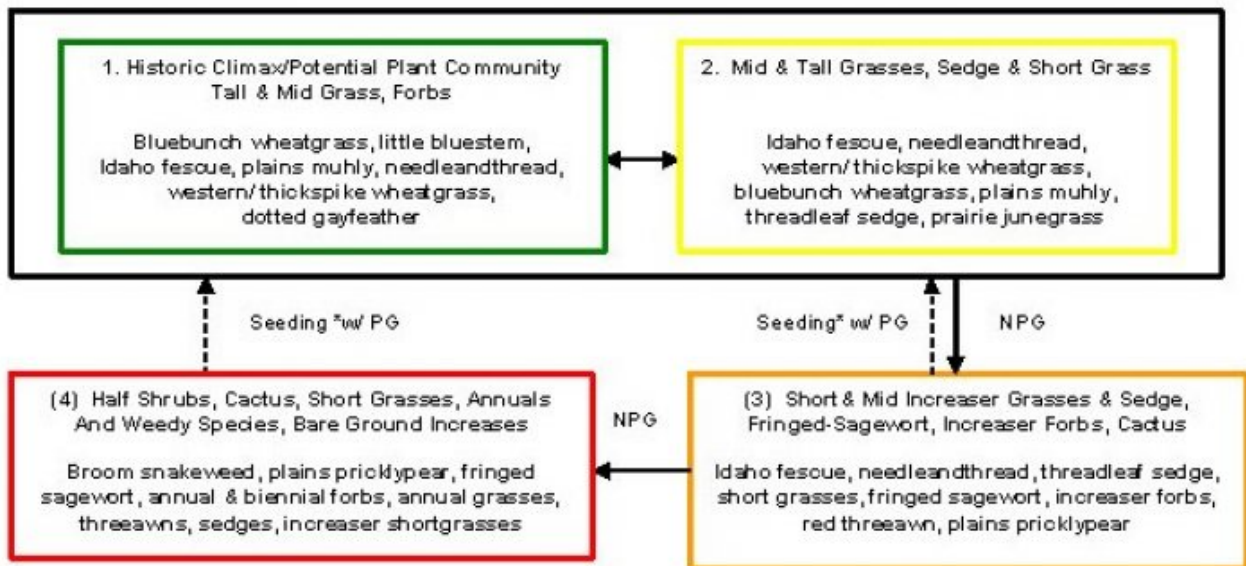 1. Historic Climax/Potential Plant Community
Tall & Mid Grass, Forbs
Bluebunch wheatgrass, little bluestem,
Idaho fescue, plains muhly, needleandthread,
western/thickspike wheatgrass,
dotted gayfeather
2. Mid & Tall Grasses, Sedge & Short Grass
Idaho fescue, needleandthread,
western/thickspike wheatgrass,
bluebunch wheatgrass, plains muhly,
threadleaf sedge, prairie junegrass
Seeding *w/ PG
Seeding* w/ PG
NPG
(4) Half Shrubs, Cactus, Short Grasses, Annuals
And Weedy Species, Bare Ground Increases
Broom snakeweed, plains pricklypear, fringed
sagewort, annual & biennial forbs, annual grasses,
threeawns, sedges, increaser shortgrasses
NPG
(3) Short & Mid Increaser Grasses & Sedge,
Fringed-Sagewort, Increaser Forbs, Cactus
Idaho fescue, needleandthread, threadleaf sedge,
short grasses, fringed sagewort, increaser forbs,
red threeawn, plains pricklypear